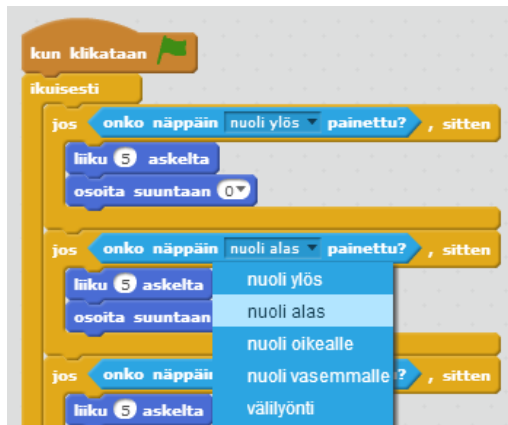 kun klikataan
ikuisesti
jos onko näppäin nuoli ylös painettu? , sitten
liiku 5 askelta
osoita suuntaan 0
jos onko näppäin nuoli alas painettu? , sitten
liiku 5 askelta
nuoli ylös
osoita suuntaan
nuoli alas
nuoli oikealle
jos onko näppäin
nuoli vasemmalle
? , sitten
liiku 5 askelta
välilyönti